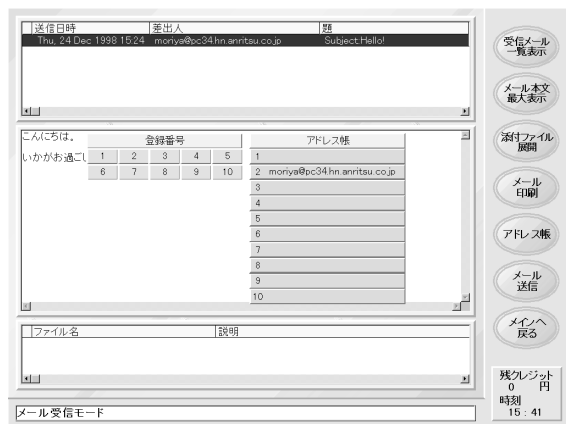 送信日時 差出人 題
Thu, 24 Dec 1998 15:24 moriya@pc34.hn.anritsu.co.jp Subject:Hello!
こんにちは。
いかがお過ごし
登録番号
1 2 3 4 5
6 7 8 9 10
アドレス帳
1
2 moriya@pc34.hn.anritsu.co.jp
3
4
5
6
7
8
9
10
ファイル名 説明
メール受信モード
受信メール
一覧表示
メール本文
最大表示
添付ファイル
展開
メール
印刷
アドレス帳
メール
送信
メインへ
戻る
残クレジット
0 円
時刻
15:41